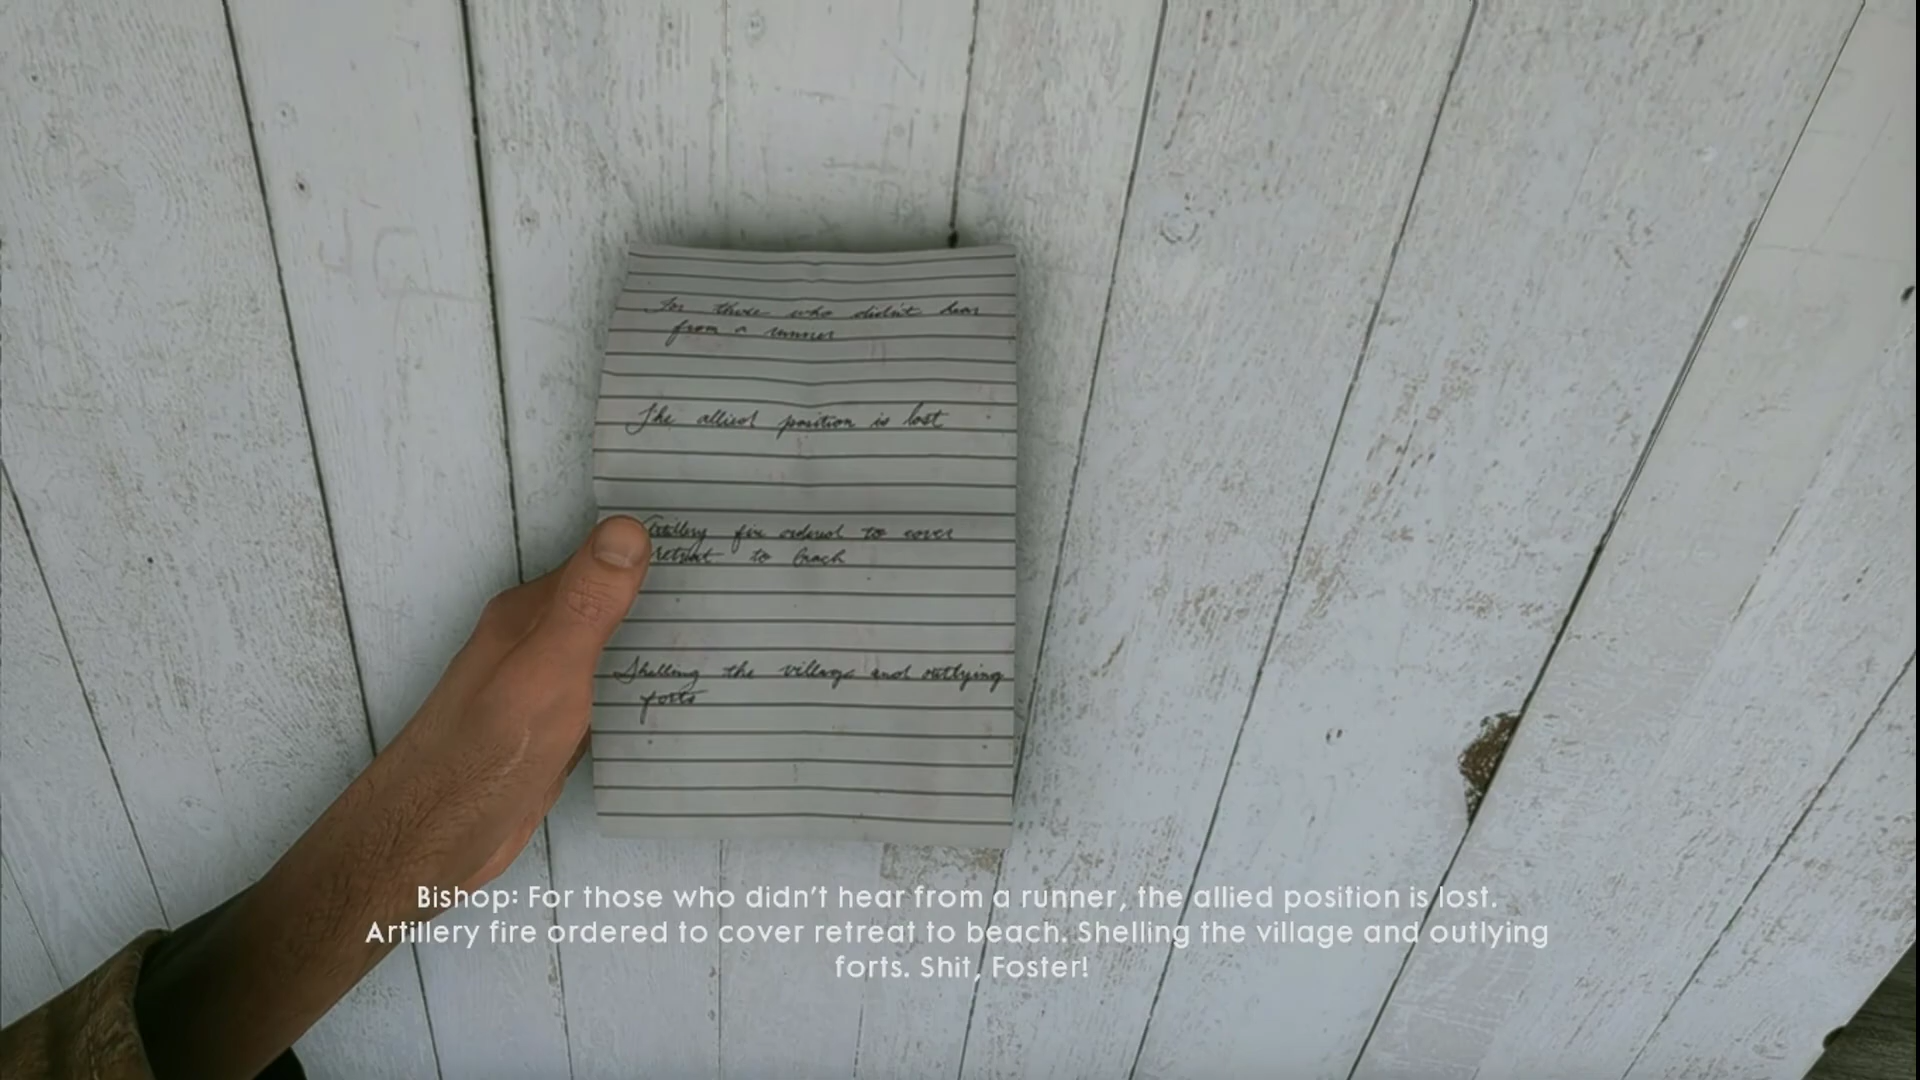 For those who didn't hear
from a runner
The allied position is lost
Artillery fire ordered to cover
retreat to beach
Shelling the village and outlying
forts
Bishop: For those who didn't hear from a runner, the allied position is lost.
Artillery fire ordered to cover retreat to beach. Shelling the village and outlying
forts. Shit, Foster!